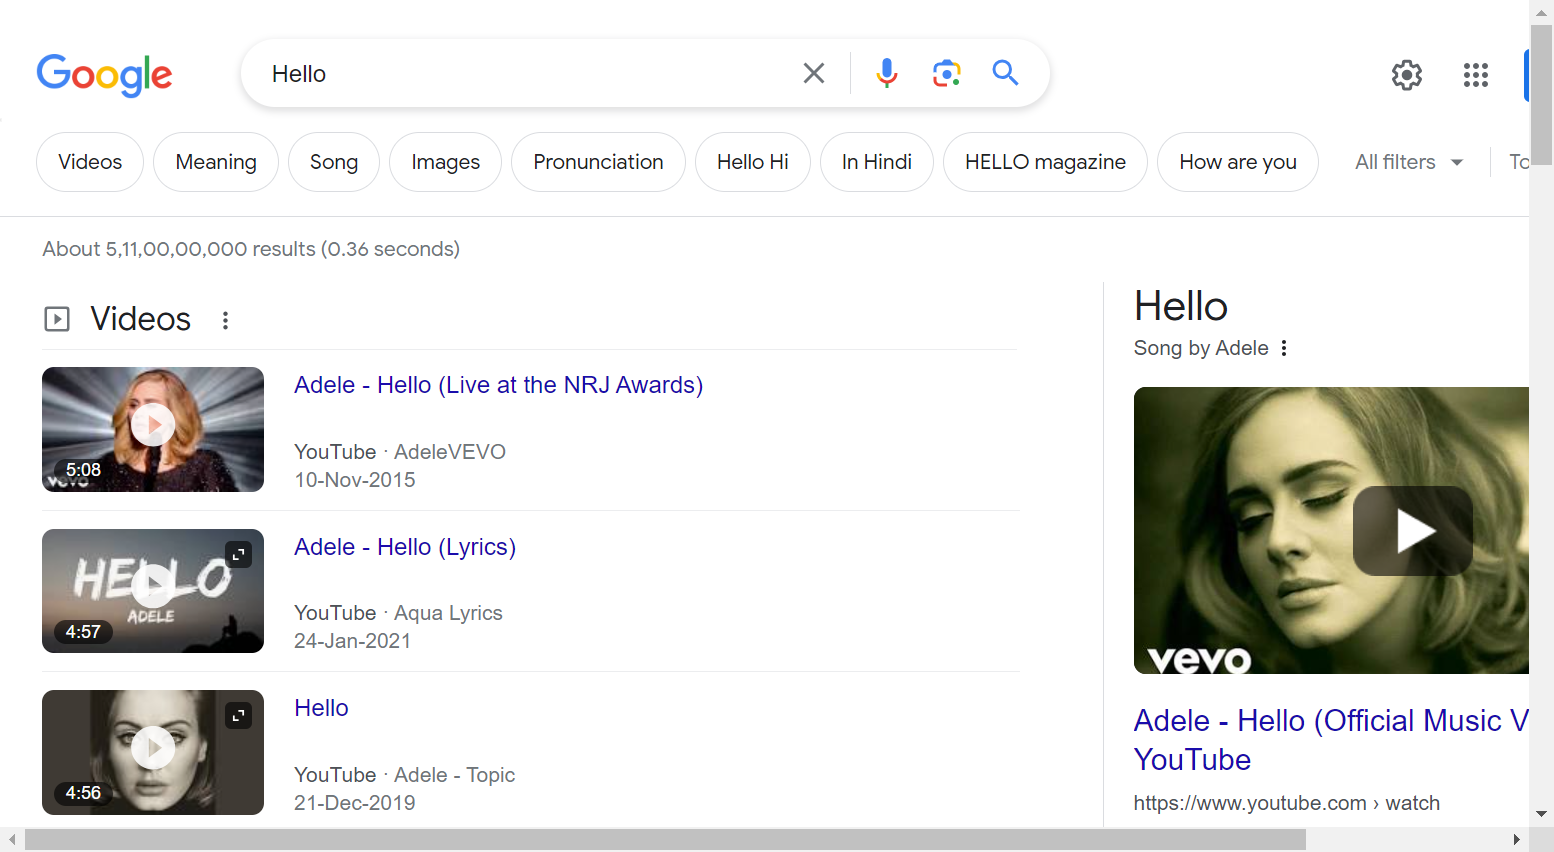 Google
Hello
Videos
Meaning
Song
Images
Pronunciation
Hello Hi
In Hindi
HELLO magazine
How are you
All filters
About 5,11,00,00,000 results (0.36 seconds)
Videos
Adele - Hello (Live at the NRJ Awards)
YouTube · AdeleVEVO
10-Nov-2015
5:08
vevo
Adele - Hello (Lyrics)
YouTube · Aqua Lyrics
24-Jan-2021
HELLO
ADELE
4:57
Hello
YouTube · Adele - Topic
21-Dec-2019
4:56
Hello
Song by Adele
vevo
Adele - Hello (Official Music V
YouTube
https://www.youtube.com › watch